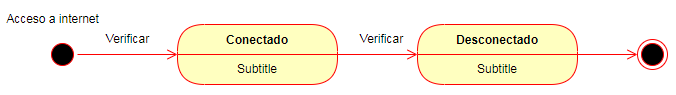 Acceso a internet
Verificar
Conectado
Subtitle
Verificar
Desconectado
Subtitle